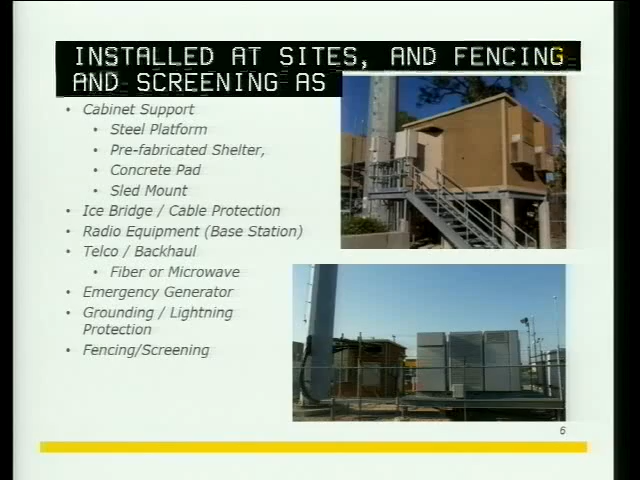 INSTALLED AT SITES, AND FENCING
AND SCREENING AS
• Cabinet Support
• Steel Platform
• Pre-fabricated Shelter,
• Concrete Pad
• Sled Mount
• Ice Bridge / Cable Protection
• Radio Equipment (Base Station)
• Telco / Backhaul
• Fiber or Microwave
• Emergency Generator
• Grounding / Lightning
Protection
• Fencing/Screening
6